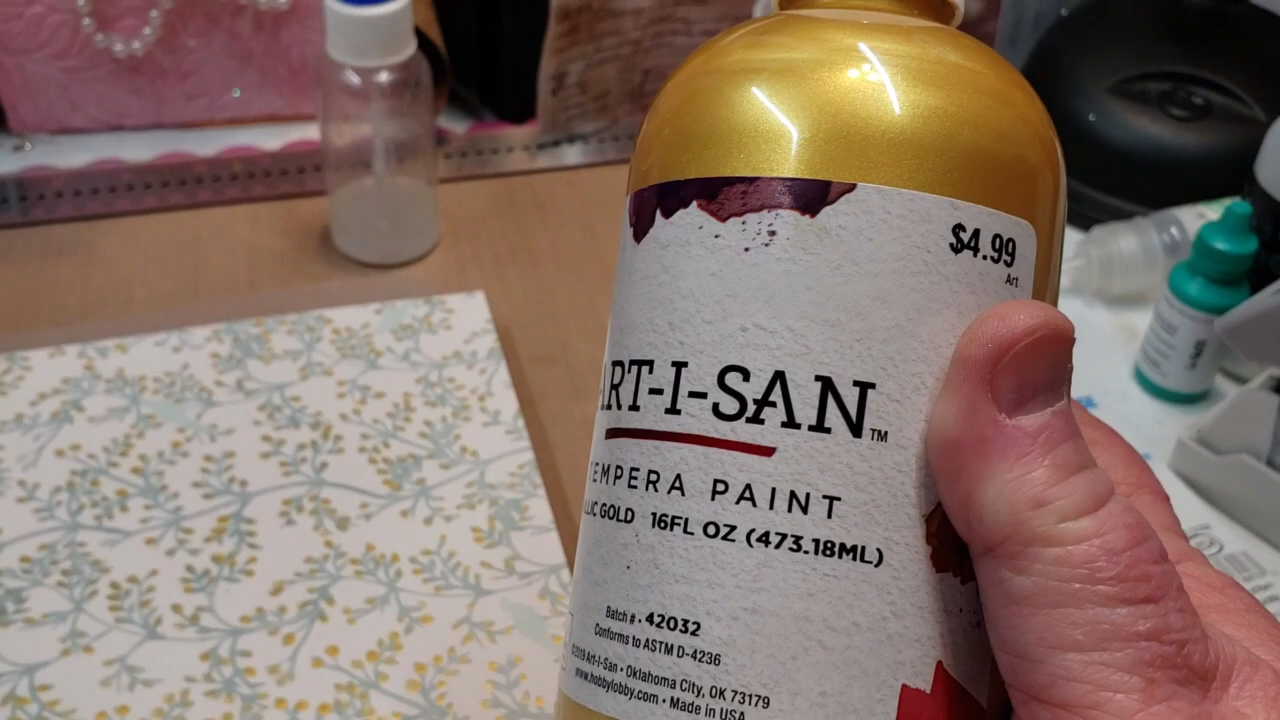 $4.99
Art
ART-I-SAN™
TEMPERA PAINT
LLIC GOLD 16FL OZ (473.18ML)
Batch #• 42032
Conforms to ASTM D-4236
©2019 Art-I-San • Oklahoma City, OK 73179
www.hobbylobby.com • Made in USA